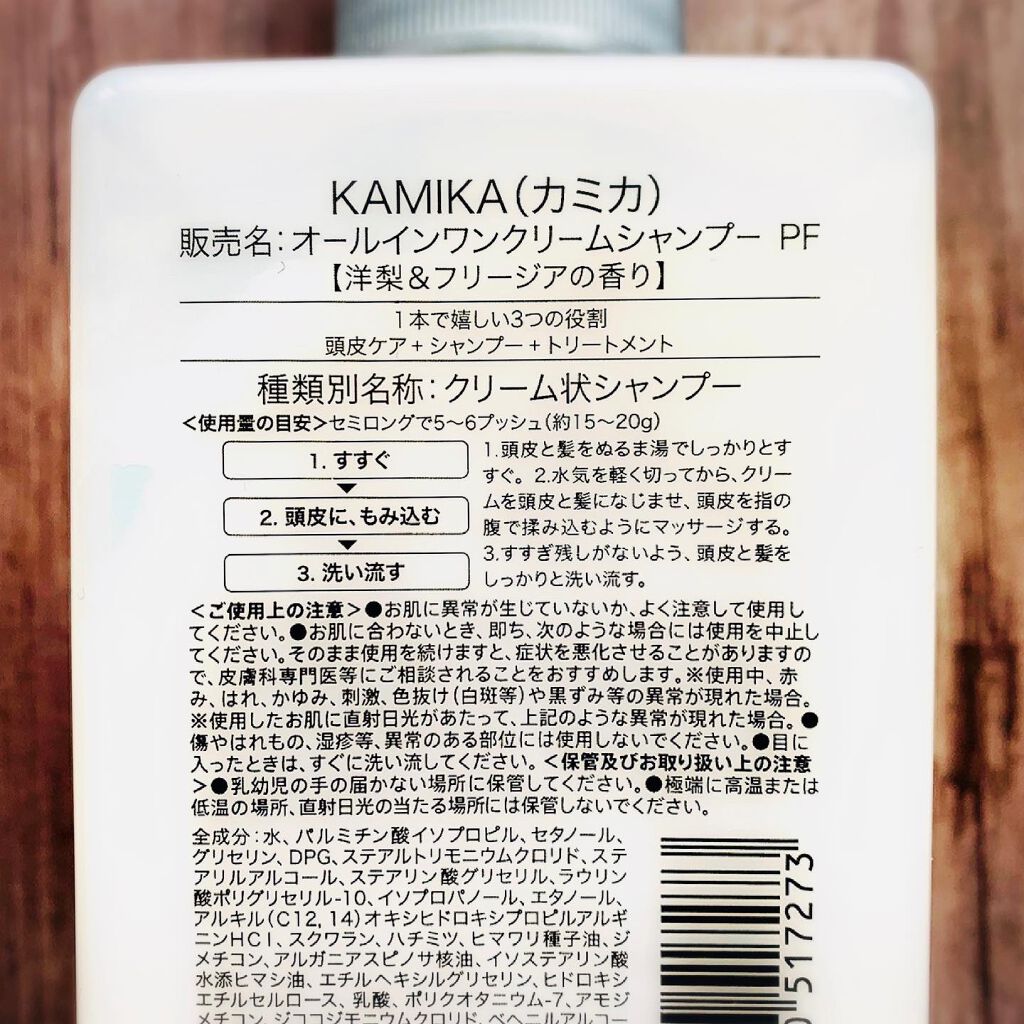 KAMIKA(カミカ)
販売名:オールインワンクリームシャンプー PF
【洋梨&フリージアの香り】
1本で嬉しい3つの役割
頭皮ケア+シャンプー+トリートメント
種類別名称:クリーム状シャンプー
<使用量の目安>セミロングで5~6プッシュ(約15~20g)
1. すすぐ
2. 頭皮に、もみ込む
3. 洗い流す
1.頭皮と髪をぬるま湯でしっかりとす
すぐ。2.水気を軽く切ってから、クリー
ムを頭皮と髪になじませ、頭皮を指の
腹で揉み込むようにマッサージする。
3.すすぎ残しがないよう、頭皮と髪を
しっかりと洗い流す。
<ご使用上の注意>●お肌に異常が生じていないか、よく注意して使用し
てください。●お肌に合わないとき、即ち、次のような場合には使用を中止し
てください。そのまま使用を続けますと、症状を悪化させることがありますの
で、皮膚科専門医等にご相談されることをおすすめします。※使用中、赤
み、はれ、かゆみ、刺激、色抜け(白斑等)や黒ずみ等の異常が現れた場合。
※使用したお肌に直射日光があたって、上記のような異常が現れた場合。●
傷やはれもの、湿疹等、異常のある部位には使用しないでください。●目に
入ったときは、すぐに洗い流してください。<保管及びお取り扱い上の注意
>●乳幼児の手の届かない場所に保管してください。●極端に高温または
低温の場所、直射日光の当たる場所には保管しないでください。
全成分:水、パルミチン酸イソプロピル、セタノール、
グリセリン、DPG、ステアルトリモニウムクロリド、ステ
アリルアルコール、ステアリン酸グリセリル、ラウリン
酸ポリグリセリル-10、イソプロパノール、エタノール、
アルキル(C12,14)オキシヒドロキシプロピルアルギ
ニンHCl、スクワラン、ハチミツ、ヒマワリ種子油、ジ
メチコン、アルガニアスピノサ核油、イソステアリン酸
水添ヒマシ油、エチルヘキシルグリセリン、ヒドロキシ
エチルセルロース、乳酸、ポリクオタニウム-7、アモジ
メチコン、ジココジモニウムクロリド、ベヘニルアルコー
0517273